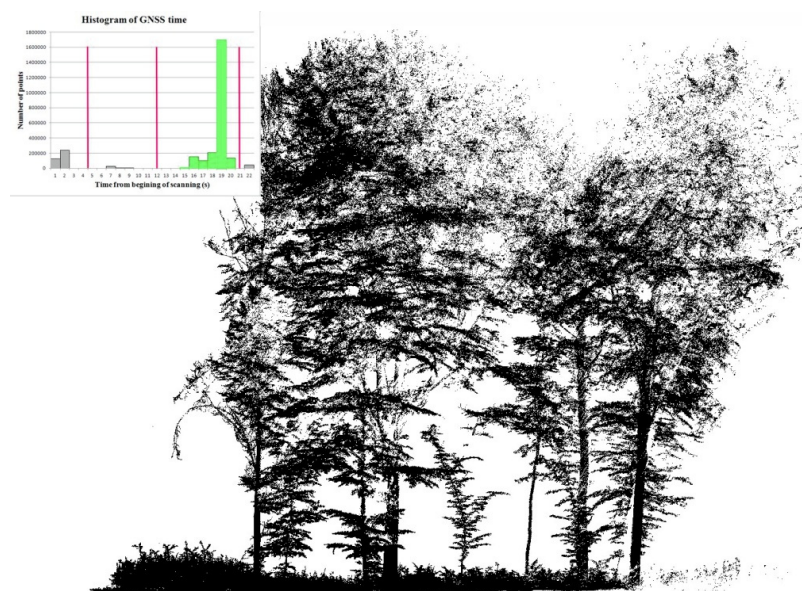 Histogram of GNSS time
1800000
1600000
1400000
1200000
1000000
800000
600000
400000
200000
0
Number of points
1 2 3 4 5 6 7 8 9 10 11 12 13 14 15 16 17 18 19 20 21 22
Time from begining of scanning (s)